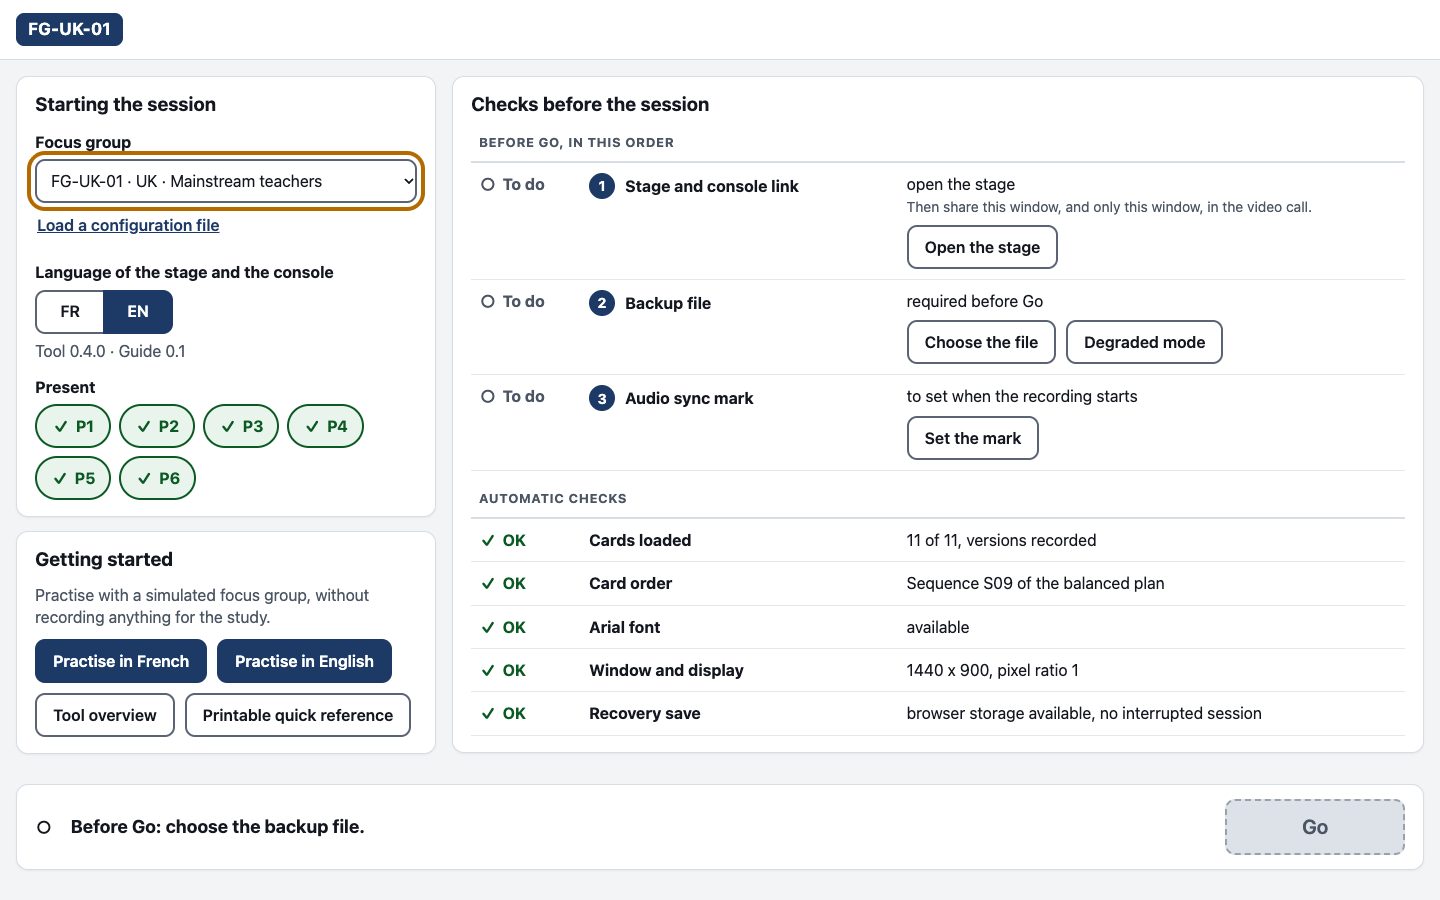 FG-UK-01
Starting the session
Focus group
FG-UK-01 · UK · Mainstream teachers
Load a configuration file
Language of the stage and the console
FR EN
Tool 0.4.0 · Guide 0.1
Present
P1 P2 P3 P4
P5 P6
Getting started
Practise with a simulated focus group, without
recording anything for the study.
Practise in French Practise in English
Tool overview Printable quick reference
Checks before the session
BEFORE GO, IN THIS ORDER
To do 1 Stage and console link open the stage
Then share this window, and only this window, in the video call.
Open the stage
To do 2 Backup file required before Go
Choose the file Degraded mode
To do 3 Audio sync mark to set when the recording starts
Set the mark
AUTOMATIC CHECKS
OK Cards loaded 11 of 11, versions recorded
OK Card order Sequence S09 of the balanced plan
OK Arial font available
OK Window and display 1440 x 900, pixel ratio 1
OK Recovery save browser storage available, no interrupted session
Before Go: choose the backup file. Go